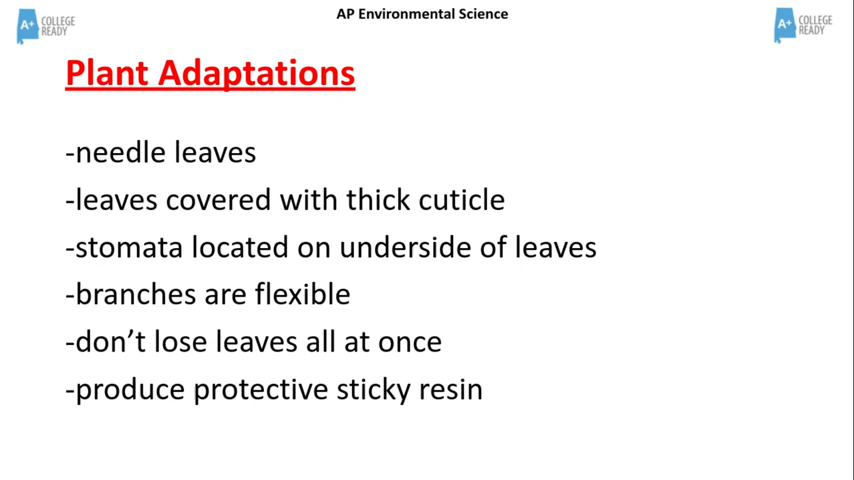 AP Environmental Science
A+ COLLEGE
READY
A+ COLLEGE
READY
Plant Adaptations
-needle leaves
-leaves covered with thick cuticle
-stomata located on underside of leaves
-branches are flexible
-don’t lose leaves all at once
-produce protective sticky resin